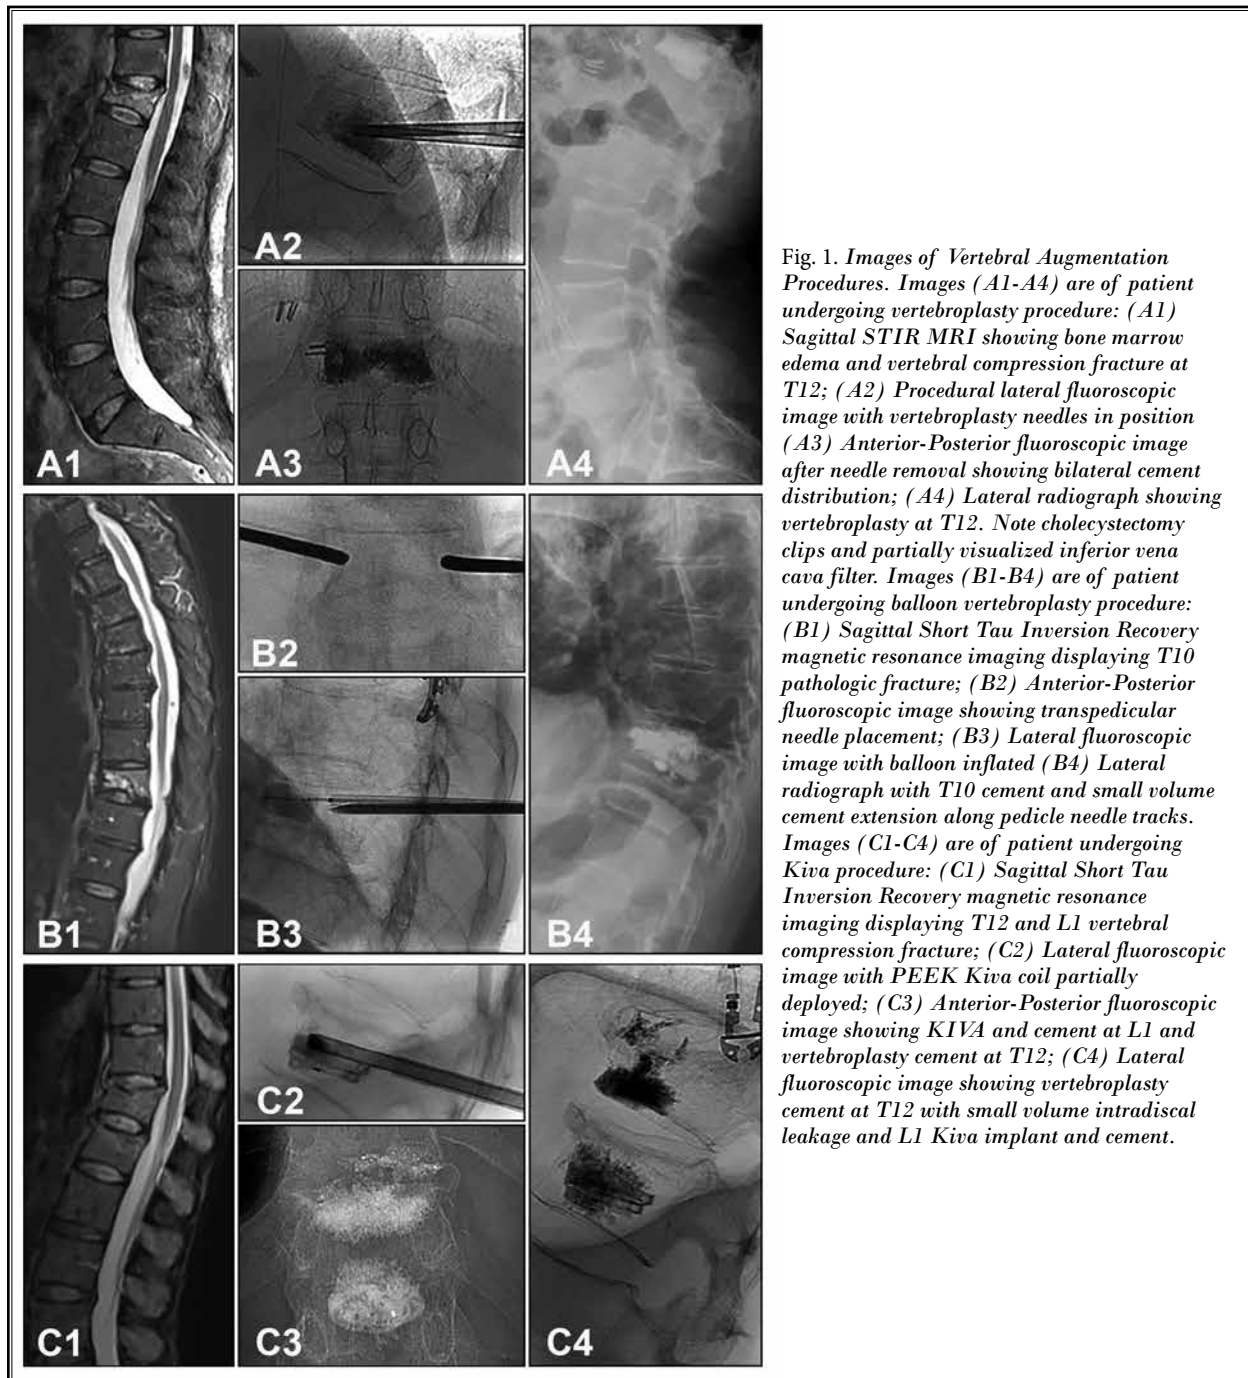 A1
A2
A3
A4
B1
B2
B3
B4
C1
C2
C3
C4
Fig. 1. Images of Vertebral Augmentation
Procedures. Images (A1-A4) are of patient
undergoing vertebroplasty procedure: (A1)
Sagittal STIR MRI showing bone marrow
edema and vertebral compression fracture at
T12; (A2) Procedural lateral fluoroscopic
image with vertebroplasty needles in position
(A3) Anterior-Posterior fluoroscopic image
after needle removal showing bilateral cement
distribution; (A4) Lateral radiograph showing
vertebroplasty at T12. Note cholecystectomy
clips and partially visualized inferior vena
cava filter. Images (B1-B4) are of patient
undergoing balloon vertebroplasty procedure:
(B1) Sagittal Short Tau Inversion Recovery
magnetic resonance imaging displaying T10
pathologic fracture; (B2) Anterior-Posterior
fluoroscopic image showing transpedicular
needle placement; (B3) Lateral fluoroscopic
image with balloon inflated (B4) Lateral
radiograph with T10 cement and small volume
cement extension along pedicle needle tracks.
Images (C1-C4) are of patient undergoing
Kiva procedure: (C1) Sagittal Short Tau
Inversion Recovery magnetic resonance
imaging displaying T12 and L1 vertebral
compression fracture; (C2) Lateral fluoroscopic
image with PEEK Kiva coil partially
deployed; (C3) Anterior-Posterior fluoroscopic
image showing KIVA and cement at L1 and
vertebroplasty cement at T12; (C4) Lateral
fluoroscopic image showing vertebroplasty
cement at T12 with small volume intradiscal
leakage and L1 Kiva implant and cement.